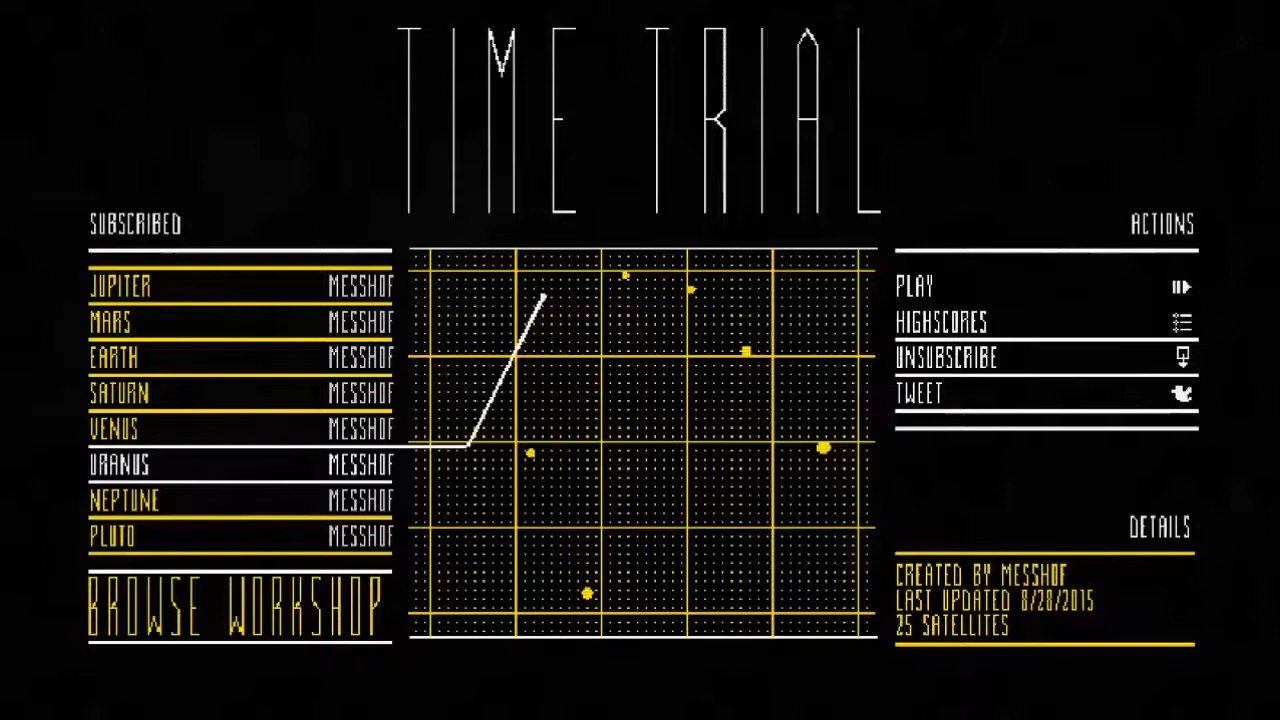 TIME TRIAL
SUBSCRIBED
JUPITER MESSHOF
MARS MESSHOF
EARTH MESSHOF
SATURN MESSHOF
VENUS MESSHOF
URANUS MESSHOF
NEPTUNE MESSHOF
PLUTO MESSHOF
BROWSE WORKSHOP
ACTIONS
PLAY
HIGHSCORES
UNSUBSCRIBE
TWEET
DETAILS
CREATED BY MESSHOF
LAST UPDATED 8/28/2015
25 SATELLITES